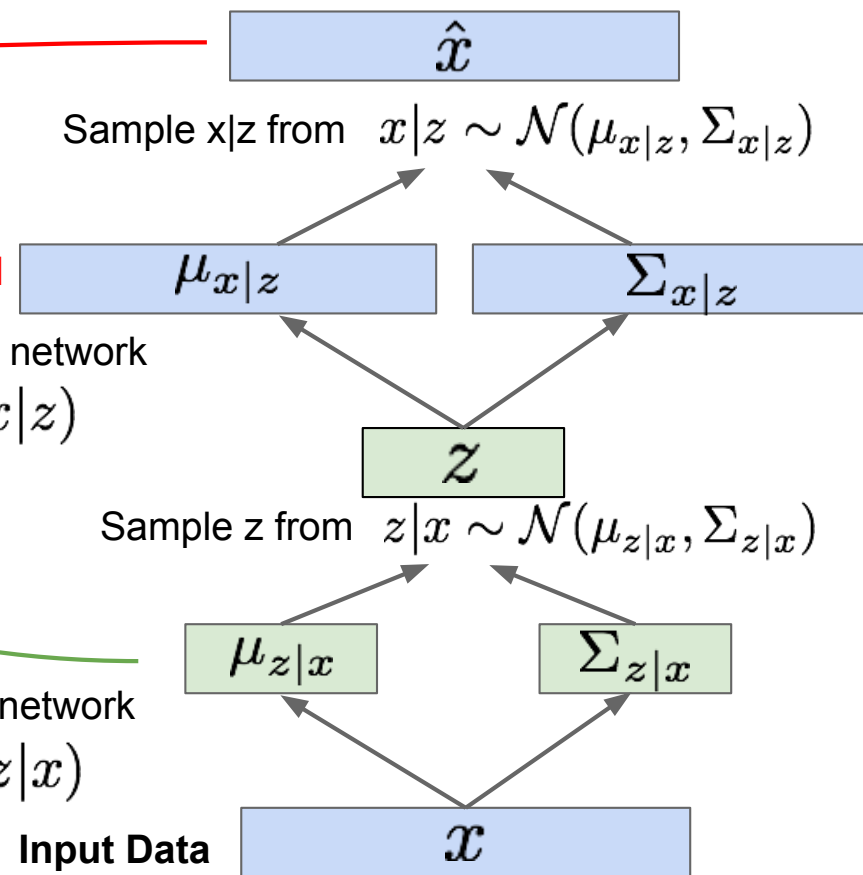 x̂
Sample x|z from x|z ∼ 𝒩(μ_{x|z}, Σ_{x|z})
μ_{x|z} Σ_{x|z}
network
x|z)
z
Sample z from z|x ∼ 𝒩(μ_{z|x}, Σ_{z|x})
μ_{z|x} Σ_{z|x}
network
z|x)
Input Data x